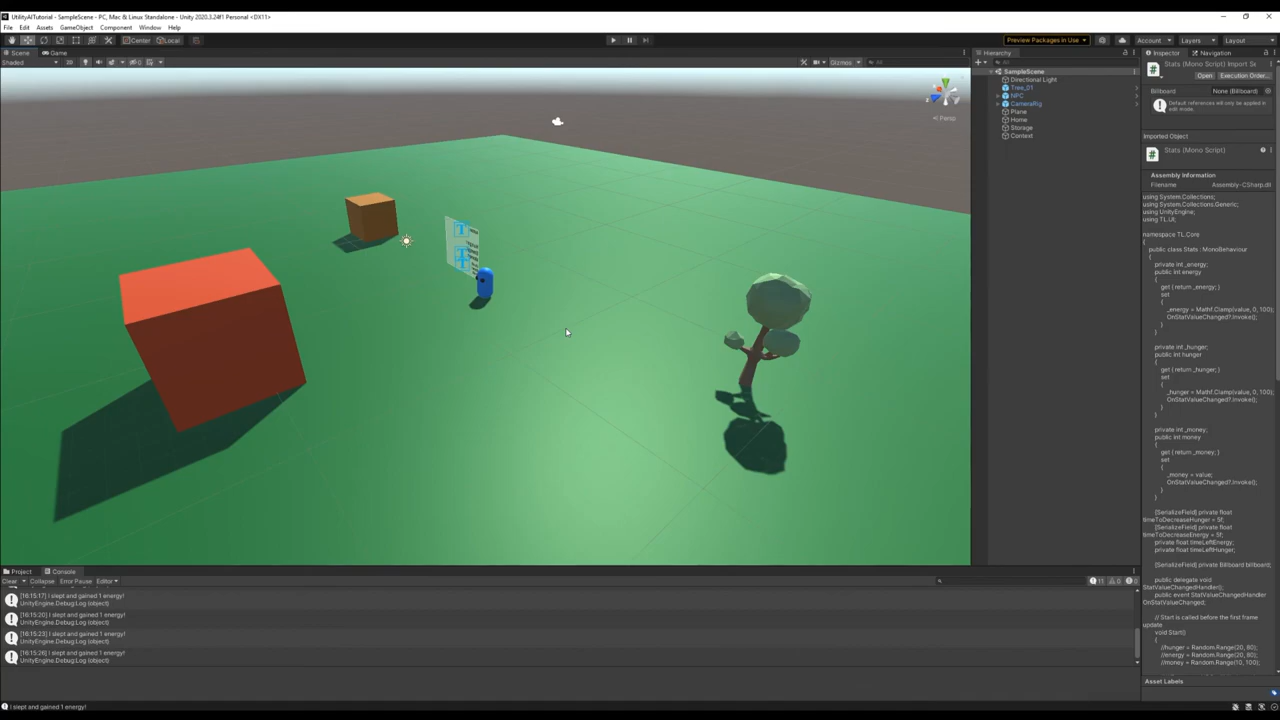 UtilityAITutorial - SampleScene - PC, Mac & Linux Standalone - Unity 2020.3.24f1 Personal <DX11>
File Edit Assets GameObject Component Window Help
Center Local
Preview Packages in Use
Account Layers Layout
Scene Game
Shaded 2D Gizmos All
Persp
Hierarchy
All
SampleScene
Directional Light
Tree_01
NPC
CameraRig
Plane
Home
Storage
Context
Inspector Navigation
Stats (Mono Script) Import Se
Open Execution Order...
Billboard None (Billboard)
Default references will only be applied in edit mode.
Imported Object
Stats (Mono Script)
Assembly Information
Filename Assembly-CSharp.dll
using System.Collections;
using System.Collections.Generic;
using UnityEngine;
using TL.UI;
namespace TL.Core
{
public class Stats : MonoBehaviour
{
private int _energy;
public int energy
{
get { return _energy; }
set
{
_energy = Mathf.Clamp(value, 0, 100);
OnStatValueChanged?.Invoke();
}
}
private int _hunger;
public int hunger
{
get { return _hunger; }
set
{
_hunger = Mathf.Clamp(value, 0, 100);
OnStatValueChanged?.Invoke();
}
}
private int _money;
public int money
{
get { return _money; }
set
{
_money = value;
OnStatValueChanged?.Invoke();
}
}
[SerializeField] private float
timeToDecreaseHunger = 5f;
[SerializeField] private float
timeToDecreaseEnergy = 5f;
private float timeLeftEnergy;
private float timeLeftHunger;
[SerializeField] private Billboard billboard;
public delegate void
StatValueChangedHandler();
public event StatValueChangedHandler
OnStatValueChanged;
// Start is called before the first frame
update
void Start()
{
//hunger = Random.Range(20, 80);
//energy = Random.Range(20, 80);
//money = Random.Range(10, 100);
Asset Labels
Project Console
Clear Collapse Error Pause Editor 11 0 0
[16:15:17] I slept and gained 1 energy!
UnityEngine.Debug:Log (object)
[16:15:20] I slept and gained 1 energy!
UnityEngine.Debug:Log (object)
[16:15:23] I slept and gained 1 energy!
UnityEngine.Debug:Log (object)
[16:15:26] I slept and gained 1 energy!
UnityEngine.Debug:Log (object)
I slept and gained 1 energy!